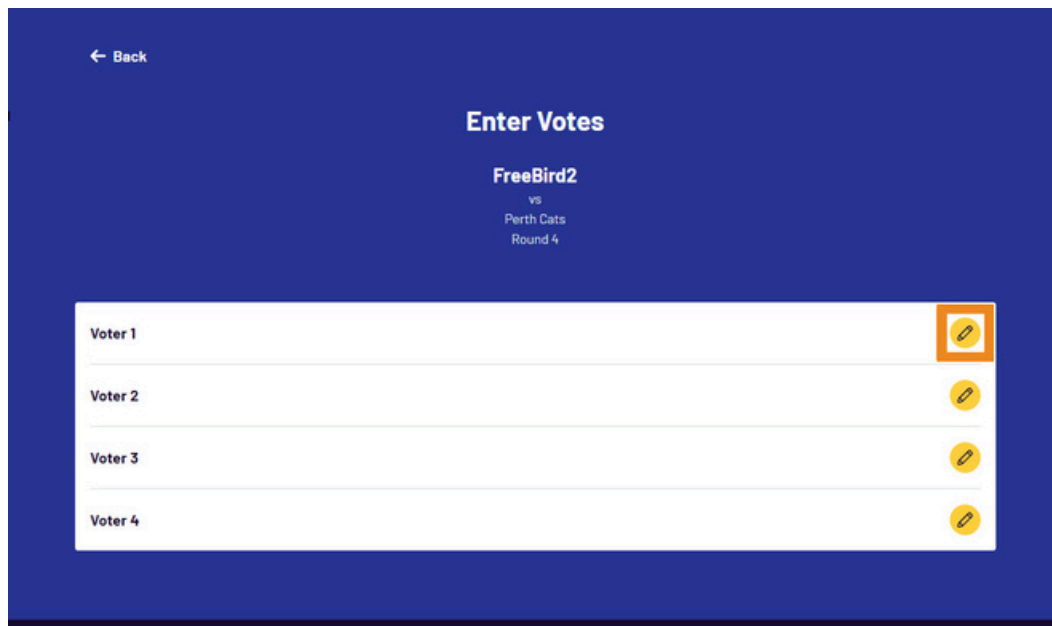 ← Back
Enter Votes
FreeBird2
vs
Perth Cats
Round 4
Voter 1
Voter 2
Voter 3
Voter 4